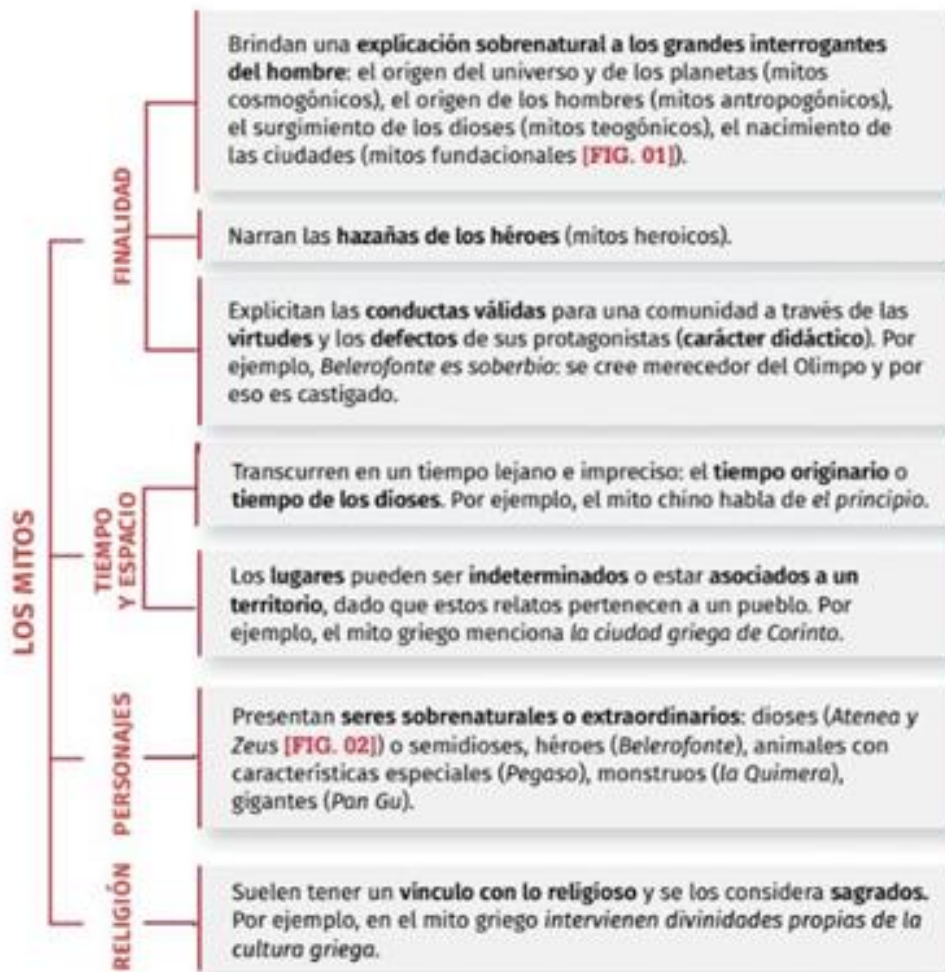 LOS MITOS
FINALIDAD
Brindan una explicación sobrenatural a los grandes interrogantes
del hombre: el origen del universo y de los planetas (mitos
cosmogónicos), el origen de los hombres (mitos antropogónicos),
el surgimiento de los dioses (mitos teogónicos), el nacimiento de
las ciudades (mitos fundacionales [FIG. 01]).
Narran las hazañas de los héroes (mitos heroicos).
Explicitan las conductas válidas para una comunidad a través de las
virtudes y los defectos de sus protagonistas (carácter didáctico). Por
ejemplo, Belerofonte es soberbio: se cree merecedor del Olimpo y por
eso es castigado.
TIEMPO
Y ESPACIO
Transcurren en un tiempo lejano e impreciso: el tiempo originario o
tiempo de los dioses. Por ejemplo, el mito chino habla de el principio.
Los lugares pueden ser indeterminados o estar asociados a un
territorio, dado que estos relatos pertenecen a un pueblo. Por
ejemplo, el mito griego menciona la ciudad griega de Corinto.
PERSONAJES
Presentan seres sobrenaturales o extraordinarios: dioses (Atenea y
Zeus [FIG. 02]) o semidioses, héroes (Belerofonte), animales con
características especiales (Pegaso), monstruos (la Quimera),
gigantes (Pan Gu).
RELIGIÓN
Suelen tener un vínculo con lo religioso y se los considera sagrados.
Por ejemplo, en el mito griego intervienen divinidades propias de la
cultura griega.